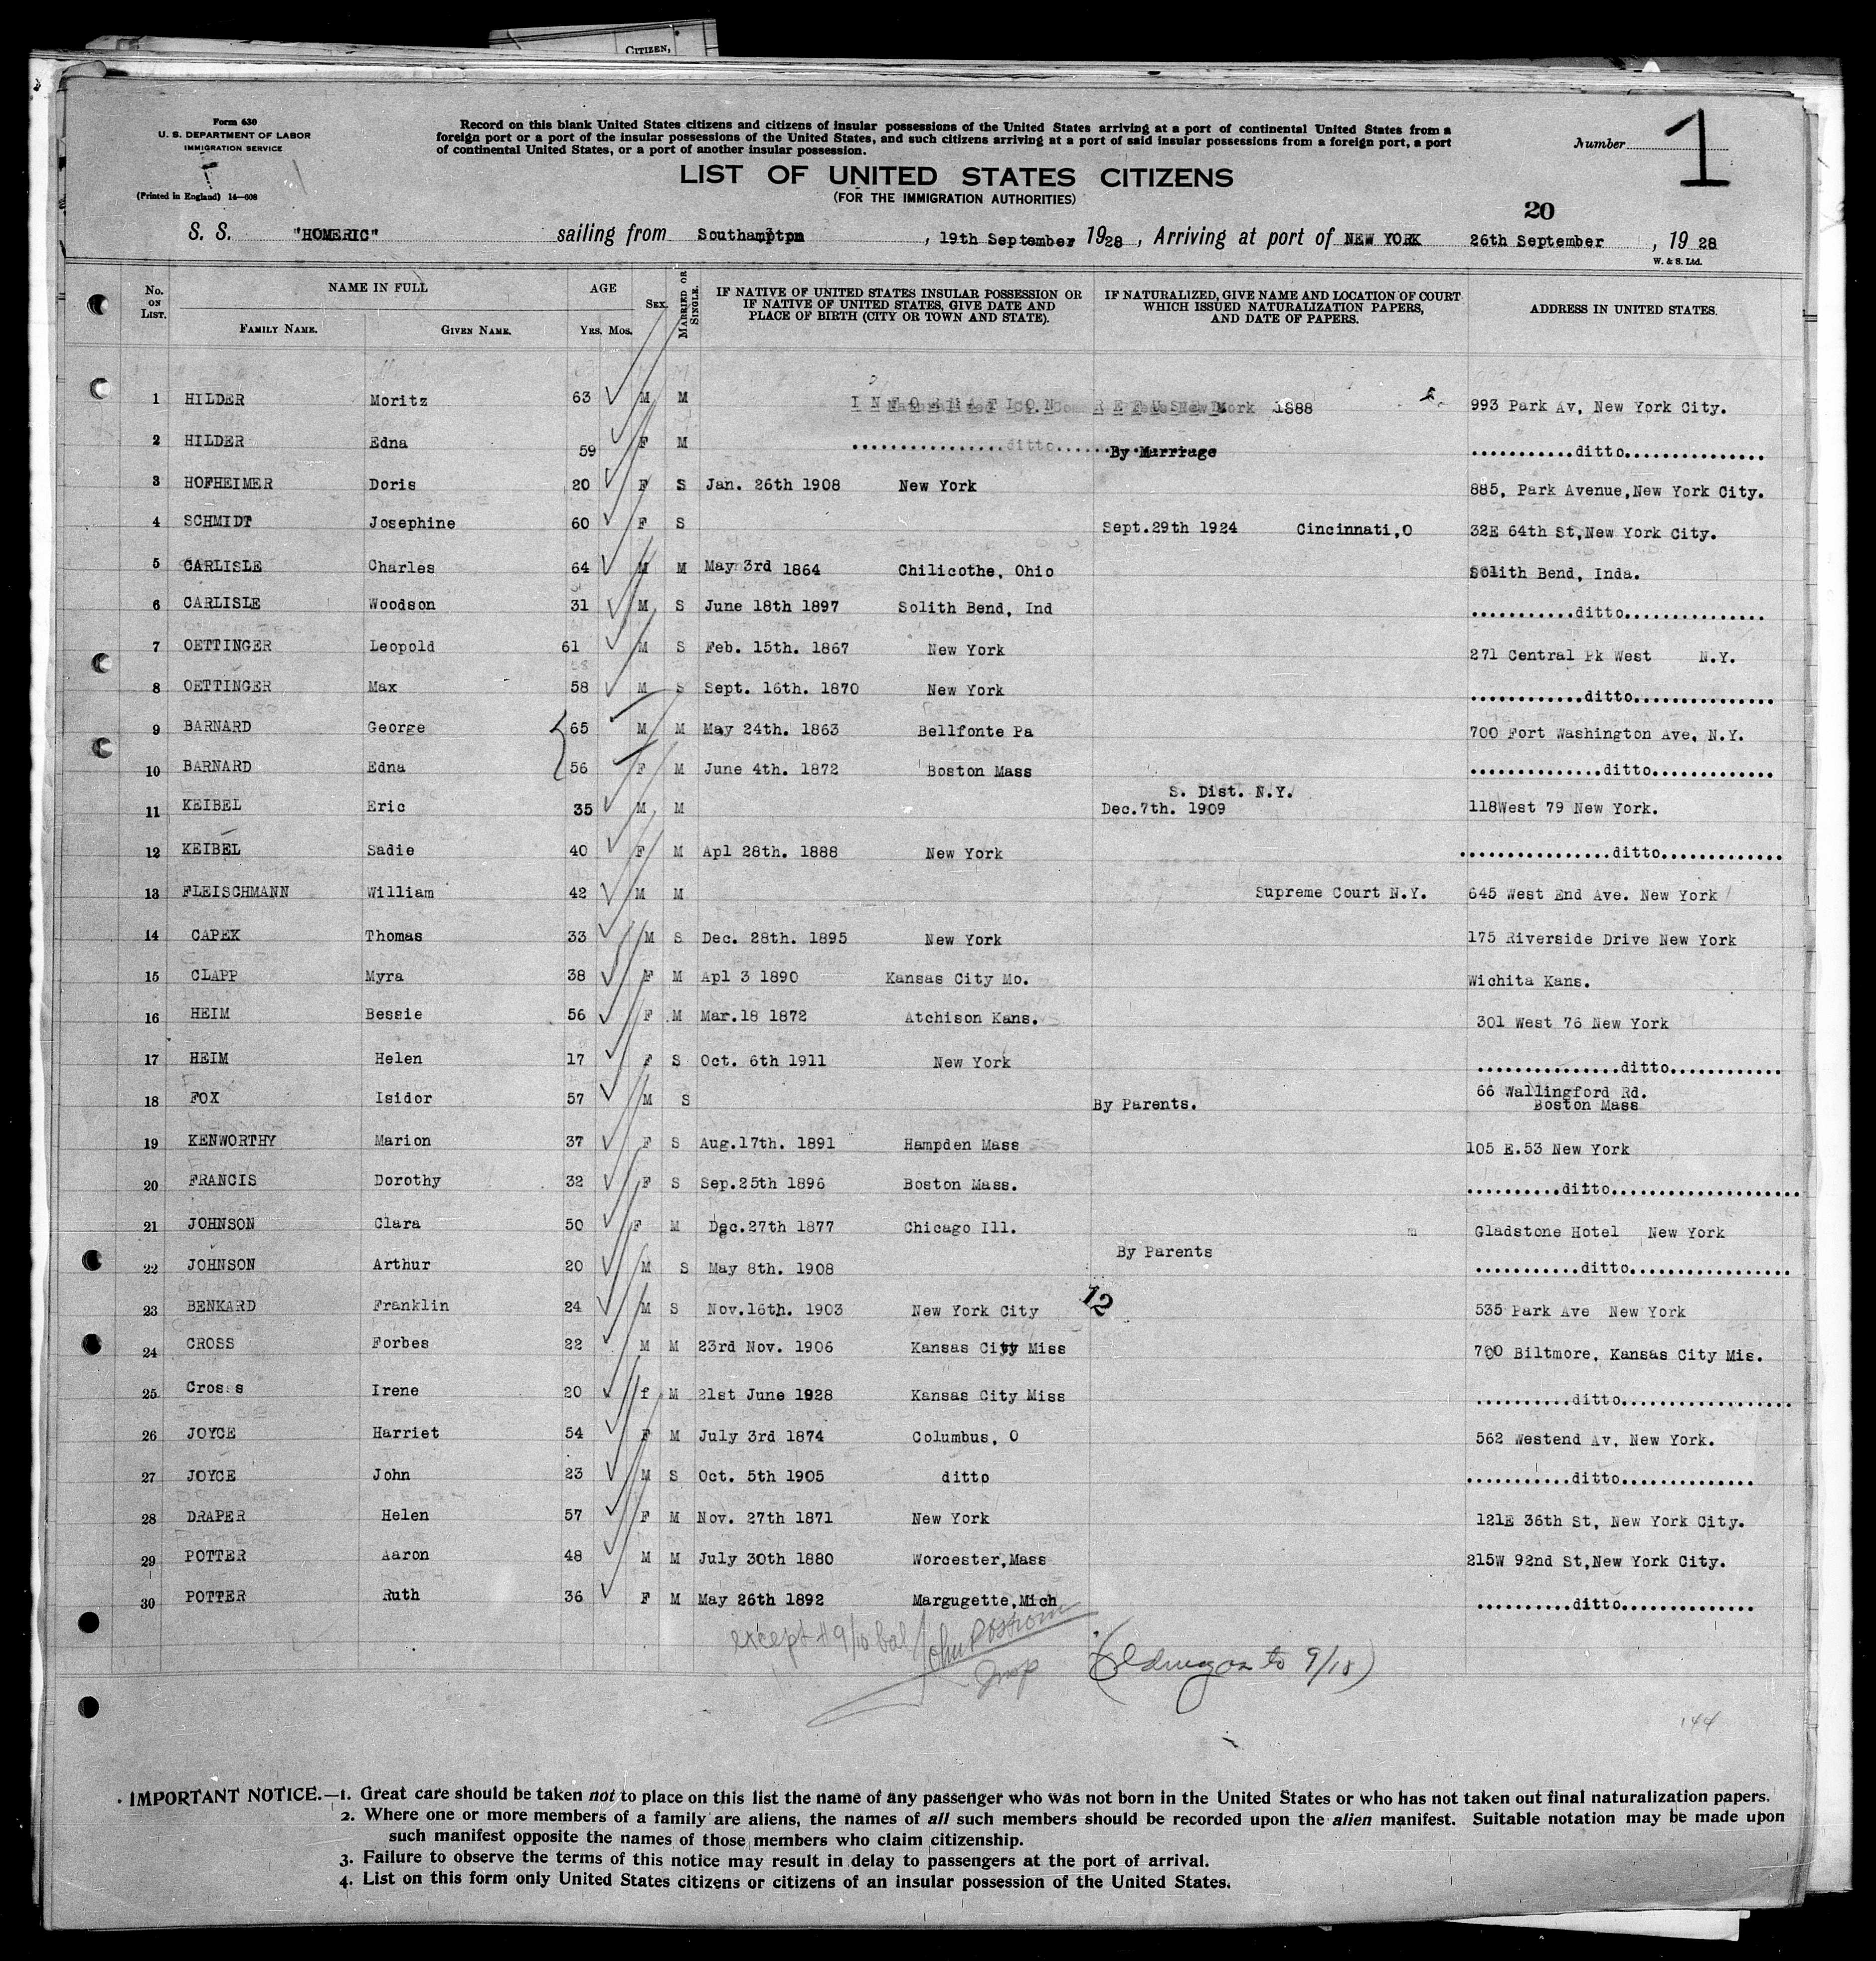 CITIZEN,
Form 630
U. S. DEPARTMENT OF LABOR
IMMIGRATION SERVICE
(Printed in England) 14—608
Record on this blank United States citizens and citizens of insular possessions of the United States arriving at a port of continental United States from a
foreign port or a port of the insular possessions of the United States, and such citizens arriving at a port of said insular possessions from a foreign port, a port
of continental United States, or a port of another insular possession.
Number 1
LIST OF UNITED STATES CITIZENS
(FOR THE IMMIGRATION AUTHORITIES)
20
S. S. "HOMERIC" sailing from Southampton , 19th September 1928 , Arriving at port of NEW YORK 26th September , 19 28
W. & S. Ltd.
No. ON LIST. NAME IN FULL AGE SEX. MARRIED OR SINGLE. IF NATIVE OF UNITED STATES INSULAR POSSESSION OR IF NATIVE OF UNITED STATES, GIVE DATE AND PLACE OF BIRTH (CITY OR TOWN AND STATE). IF NATURALIZED, GIVE NAME AND LOCATION OF COURT WHICH ISSUED NATURALIZATION PAPERS, AND DATE OF PAPERS. ADDRESS IN UNITED STATES.
FAMILY NAME. GIVEN NAME. YRS. MOS.
1 HILDER Moritz 63 M M INFORMATION REFUSED New York 1888 993 Park Av, New York City.
2 HILDER Edna 59 F M ................ditto...... By Marriage ...........ditto...............
3 HOFHEIMER Doris 20 F S Jan. 26th 1908 New York 885, Park Avenue,New York City.
4 SCHMIDT Josephine 60 F S Sept.29th 1924 Cincinnati,O 32E 64th St,New York City.
5 CARLISLE Charles 64 M M May 3rd 1864 Chilicothe, Ohio Solith Bend, Inda.
6 CARLISLE Woodson 31 M S June 18th 1897 Solith Bend, Ind ...........ditto...............
7 OETTINGER Leopold 61 M S Feb. 15th. 1867 New York 271 Central Pk West N.Y.
8 OETTINGER Max 58 M S Sept. 16th. 1870 New York ............ditto...............
9 BARNARD George 65 M M May 24th. 1863 Bellfonte Pa 700 Fort Washington Ave, N.Y.
10 BARNARD Edna 56 F M June 4th. 1872 Boston Mass ..............ditto.............
11 KEIBEL Eric 35 M M S. Dist. N.Y. Dec.7th. 1909 118West 79 New York.
12 KEIBEL Sadie 40 F M Apl 28th. 1888 New York ................ditto.............
13 FLEISCHMANN William 42 M M Supreme Court N.Y. 645 West End Ave. New York
14 CAPEX Thomas 33 M S Dec. 28th. 1895 New York 175 Riverside Drive New York
15 CLAPP Myra 38 F M Apl 3 1890 Kansas City Mo. Wichita Kans.
16 HEIM Bessie 56 F M Mar.18 1872 Atchison Kans. 301 West 76 New York
17 HEIM Helen 17 F S Oct. 6th 1911 New York ...............ditto............
18 FOX Isidor 57 M S By Parents. 66 Wallingford Rd.
Boston Mass
19 KENWORTHY Marion 37 F S Aug.17th. 1891 Hampden Mass 105 E.53 New York
20 FRANCIS Dorothy 32 F S Sep.25th 1896 Boston Mass. ..........ditto....................
21 JOHNSON Clara 50 F M Dec.27th 1877 Chicago Ill. m Gladstone Hotel New York
22 JOHNSON Arthur 20 M S May 8th. 1908 By Parents ...........ditto.................
23 BENKARD Franklin 24 M S Nov.16th. 1903 New York City 12 535 Park Ave New York
24 CROSS Forbes 22 M M 23rd Nov. 1906 Kansas City Miss 700 Biltmore, Kansas City Mis.
25 Cross Irene 20 f M 21st June 1928 Kansas City Miss ..........ditto..................
26 JOYCE Harriet 54 F M July 3rd 1874 Columbus, O 562 Westend Av, New York.
27 JOYCE John 23 M S Oct. 5th 1905 ditto ...........ditto..............
28 DRAPER Helen 57 F M Nov. 27th 1871 New York 121E 36th St, New York City.
29 POTTER Aaron 48 M M July 30th 1880 Worcester,Mass 215W 92nd St,New York City.
30 POTTER Ruth 36 F M May 26th 1892 Margugette,Mich ..........ditto..............
except #9/10 bal John
Insp
to 9/10)
144
IMPORTANT NOTICE.—1. Great care should be taken not to place on this list the name of any passenger who was not born in the United States or who has not taken out final naturalization papers.
2. Where one or more members of a family are aliens, the names of all such members should be recorded upon the alien manifest. Suitable notation may be made upon
such manifest opposite the names of those members who claim citizenship.
3. Failure to observe the terms of this notice may result in delay to passengers at the port of arrival.
4. List on this form only United States citizens or citizens of an insular possession of the United States.